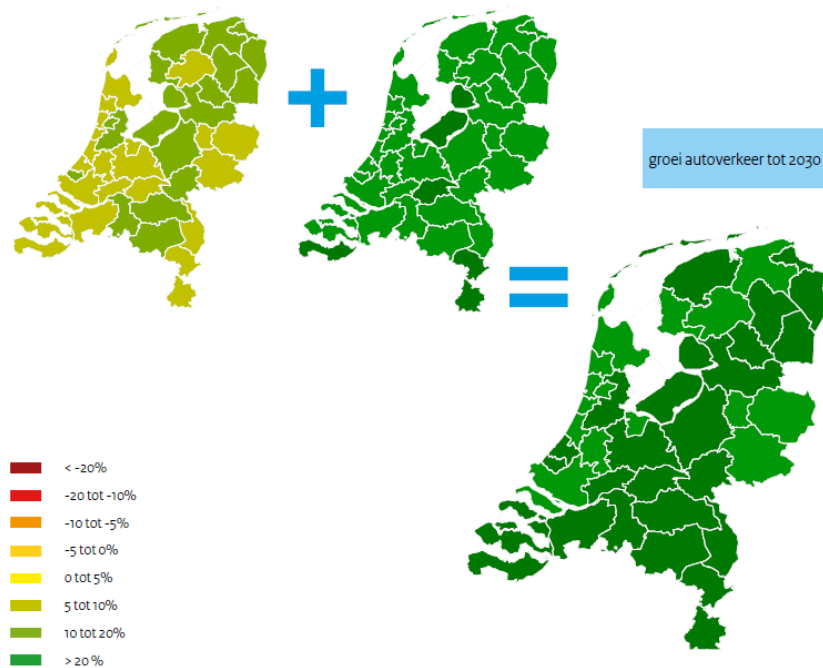 groei autoverkeer tot 2030
< -20%
-20 tot -10%
-10 tot -5%
-5 tot 0%
0 tot 5%
5 tot 10%
10 tot 20%
> 20 %